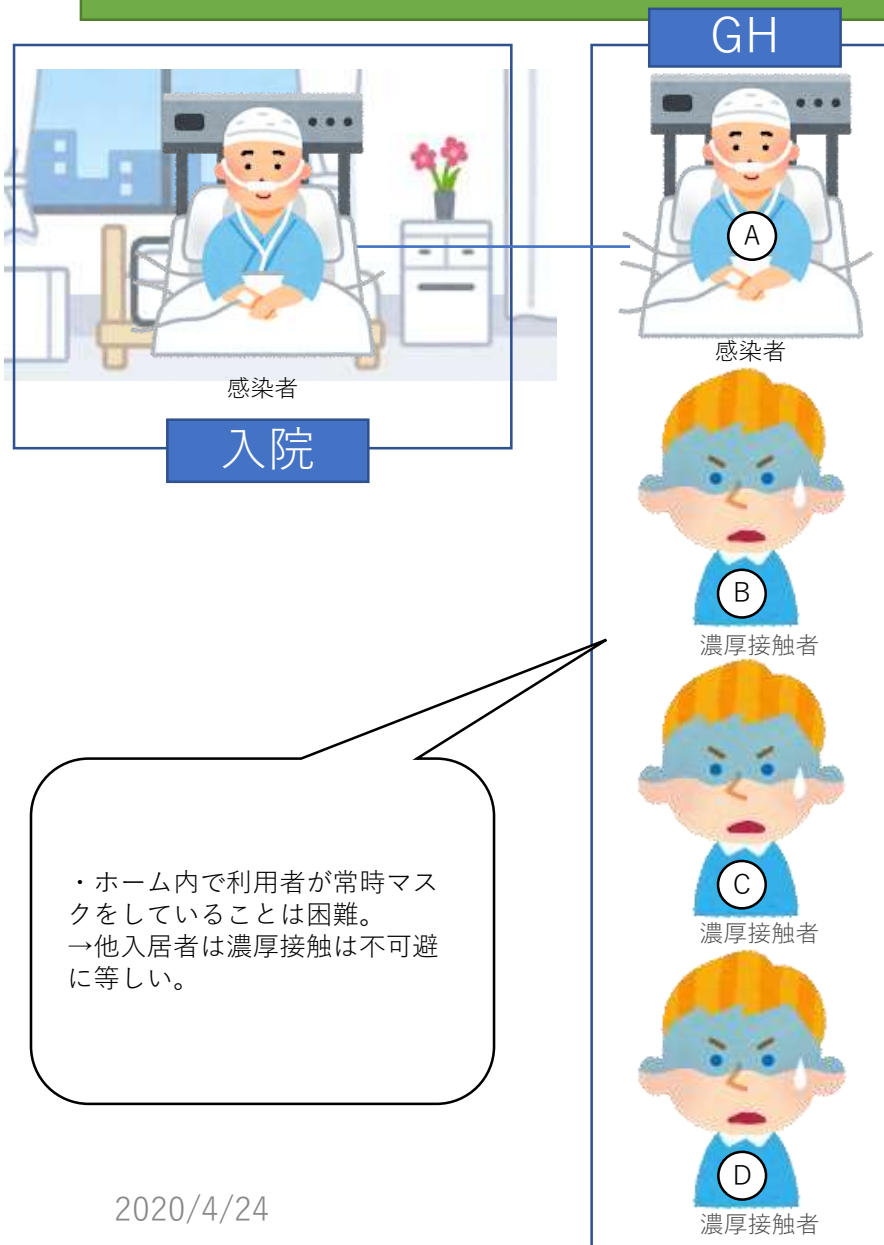 GH
A
感染者
感染者
入院
B
濃厚接触者
C
濃厚接触者
・ホーム内で利用者が常時マス
クをしていることは困難。
→他入居者は濃厚接触は不可避
に等しい。
D
濃厚接触者
2020/4/24